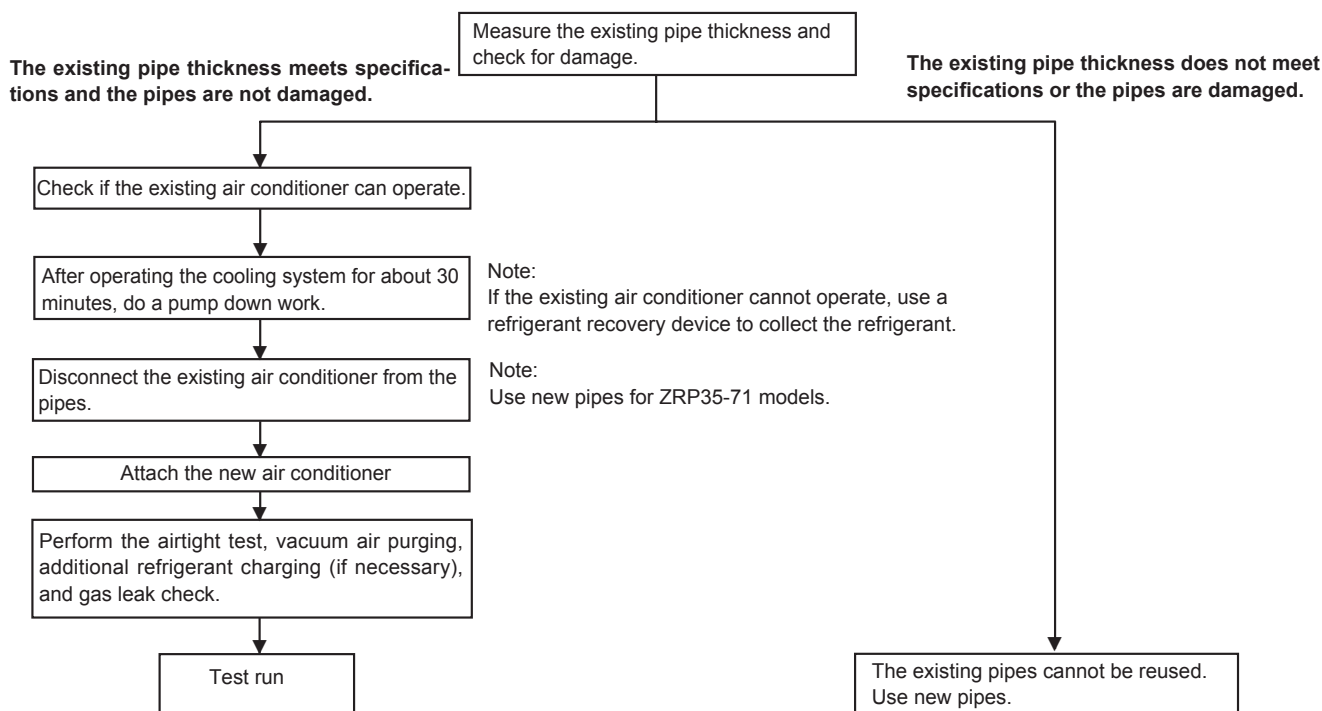 Measure the existing pipe thickness and
check for damage.
The existing pipe thickness meets specifica-
tions and the pipes are not damaged.
The existing pipe thickness does not meet
specifications or the pipes are damaged.
Check if the existing air conditioner can operate.
After operating the cooling system for about 30
minutes, do a pump down work.
Note:
If the existing air conditioner cannot operate, use a
refrigerant recovery device to collect the refrigerant.
Disconnect the existing air conditioner from the
pipes.
Note:
Use new pipes for ZRP35-71 models.
Attach the new air conditioner
Perform the airtight test, vacuum air purging,
additional refrigerant charging (if necessary),
and gas leak check.
Test run
The existing pipes cannot be reused.
Use new pipes.